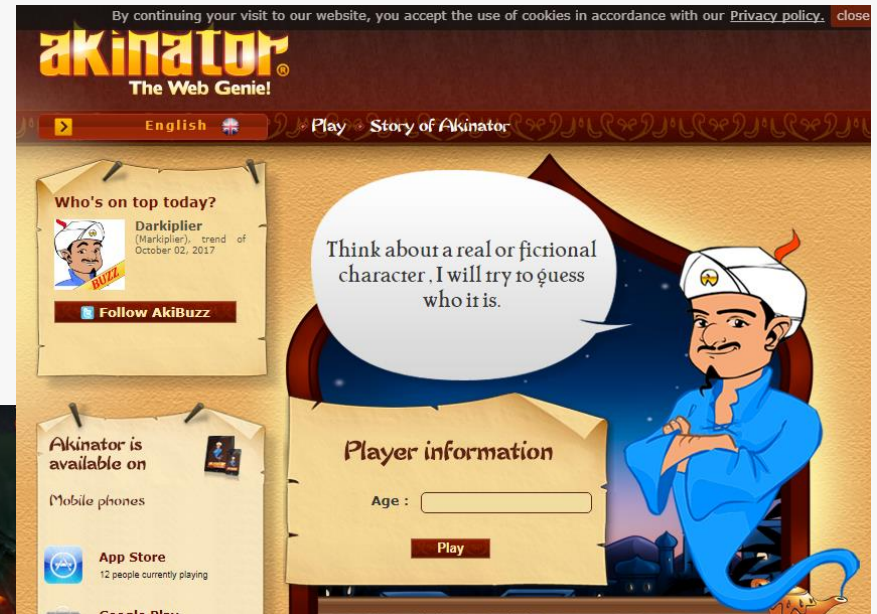 By continuing your visit to our website, you accept the use of cookies in accordance with our Privacy policy. close
akinator®
The Web Genie!
English
Play
Story of Akinator
Who's on top today?
Darkiplier
(Markiplier), trend of
October 02, 2017
BUZZ
Follow AkiBuzz
Think about a real or fictional
character , I will try to guess
who it is.
Player information
Age :
Play
Akinator is
available on
Mobile phones
App Store
12 people currently playing
Google Play